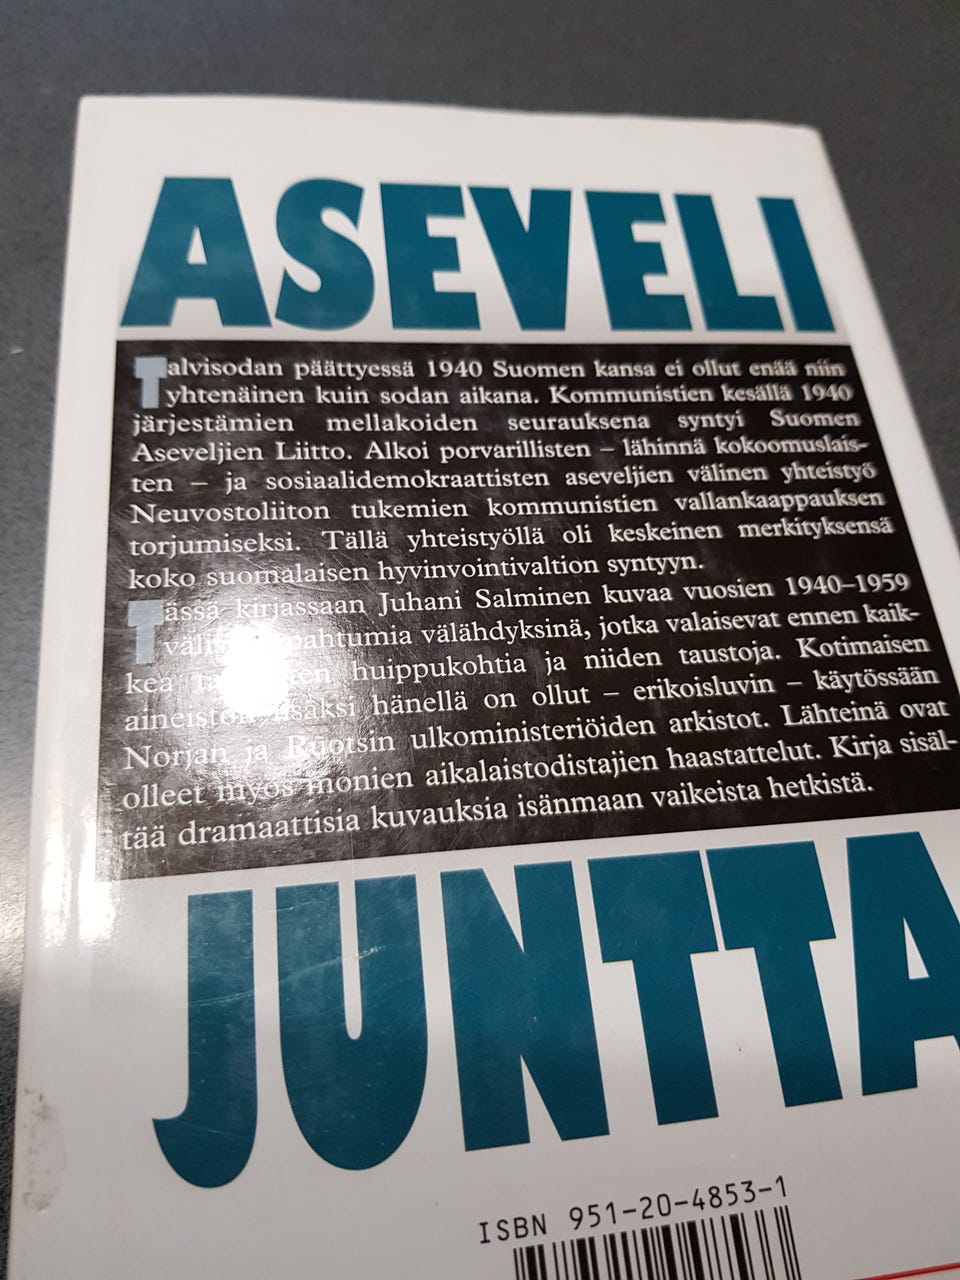 ASEVELI
Talvisodan päättyessä 1940 Suomen kansa ei ollut enää niin
yhtenäinen kuin sodan aikana. Kommunistien kesällä 1940
järjestämien mellakoiden seurauksena syntyi Suomen
Aseveljien Liitto. Alkoi porvarillisten – lähinnä kokoomuslais-
ten – ja sosiaalidemokraattisten aseveljien välinen yhteistyö
Neuvostoliiton tukemien kommunistien vallankaappauksen
torjumiseksi. Tällä yhteistyöllä oli keskeinen merkityksensä
koko suomalaisen hyvinvointivaltion syntyyn.
Tässä kirjassaan Juhani Salminen kuvaa vuosien 1940–1959
välähdyksinä, jotka valaisevat ennen kaik-
kea huippukohtia ja niiden taustoja. Kotimaisen
aineiston lisäksi hänellä on ollut – erikoisluvin – käytössään
Norjan ja Ruotsin ulkoministeriöiden arkistot. Lähteinä ovat
olleet myös monien aikalaistodistajien haastattelut. Kirja sisäl-
tää dramaattisia kuvauksia isänmaan vaikeista hetkistä.
JUNTTA
ISBN 951-20-4853-1